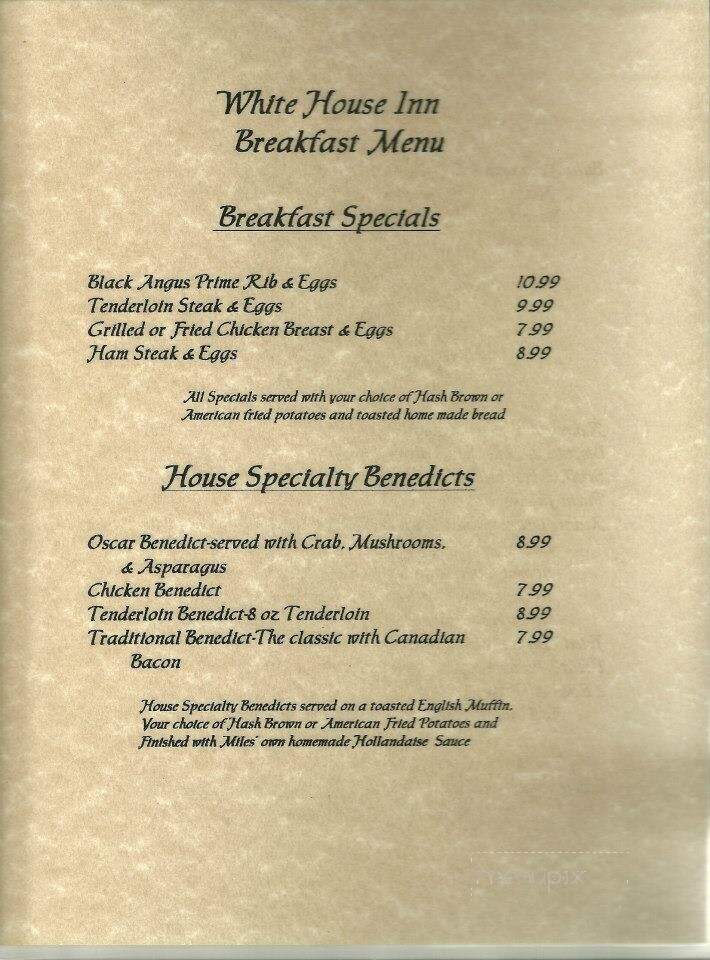 White House Inn
Breakfast Menu
Breakfast Specials
Black Angus Prime Rib & Eggs 10.99
Tenderloin Steak & Eggs 9.99
Grilled or Fried Chicken Breast & Eggs 7.99
Ham Steak & Eggs 8.99
All Specials served with your choice of Hash Brown or
American fried potatoes and toasted home made bread
House Specialty Benedicts
Oscar Benedict-served with Crab, Mushrooms, 8.99
& Asparagus
Chicken Benedict 7.99
Tenderloin Benedict-8 oz Tenderloin 8.99
Traditional Benedict-The classic with Canadian 7.99
Bacon
House Specialty Benedicts served on a toasted English Muffin,
Your choice of Hash Brown or American Fried Potatoes and
Finished with Miles' own homemade Hollandaise Sauce